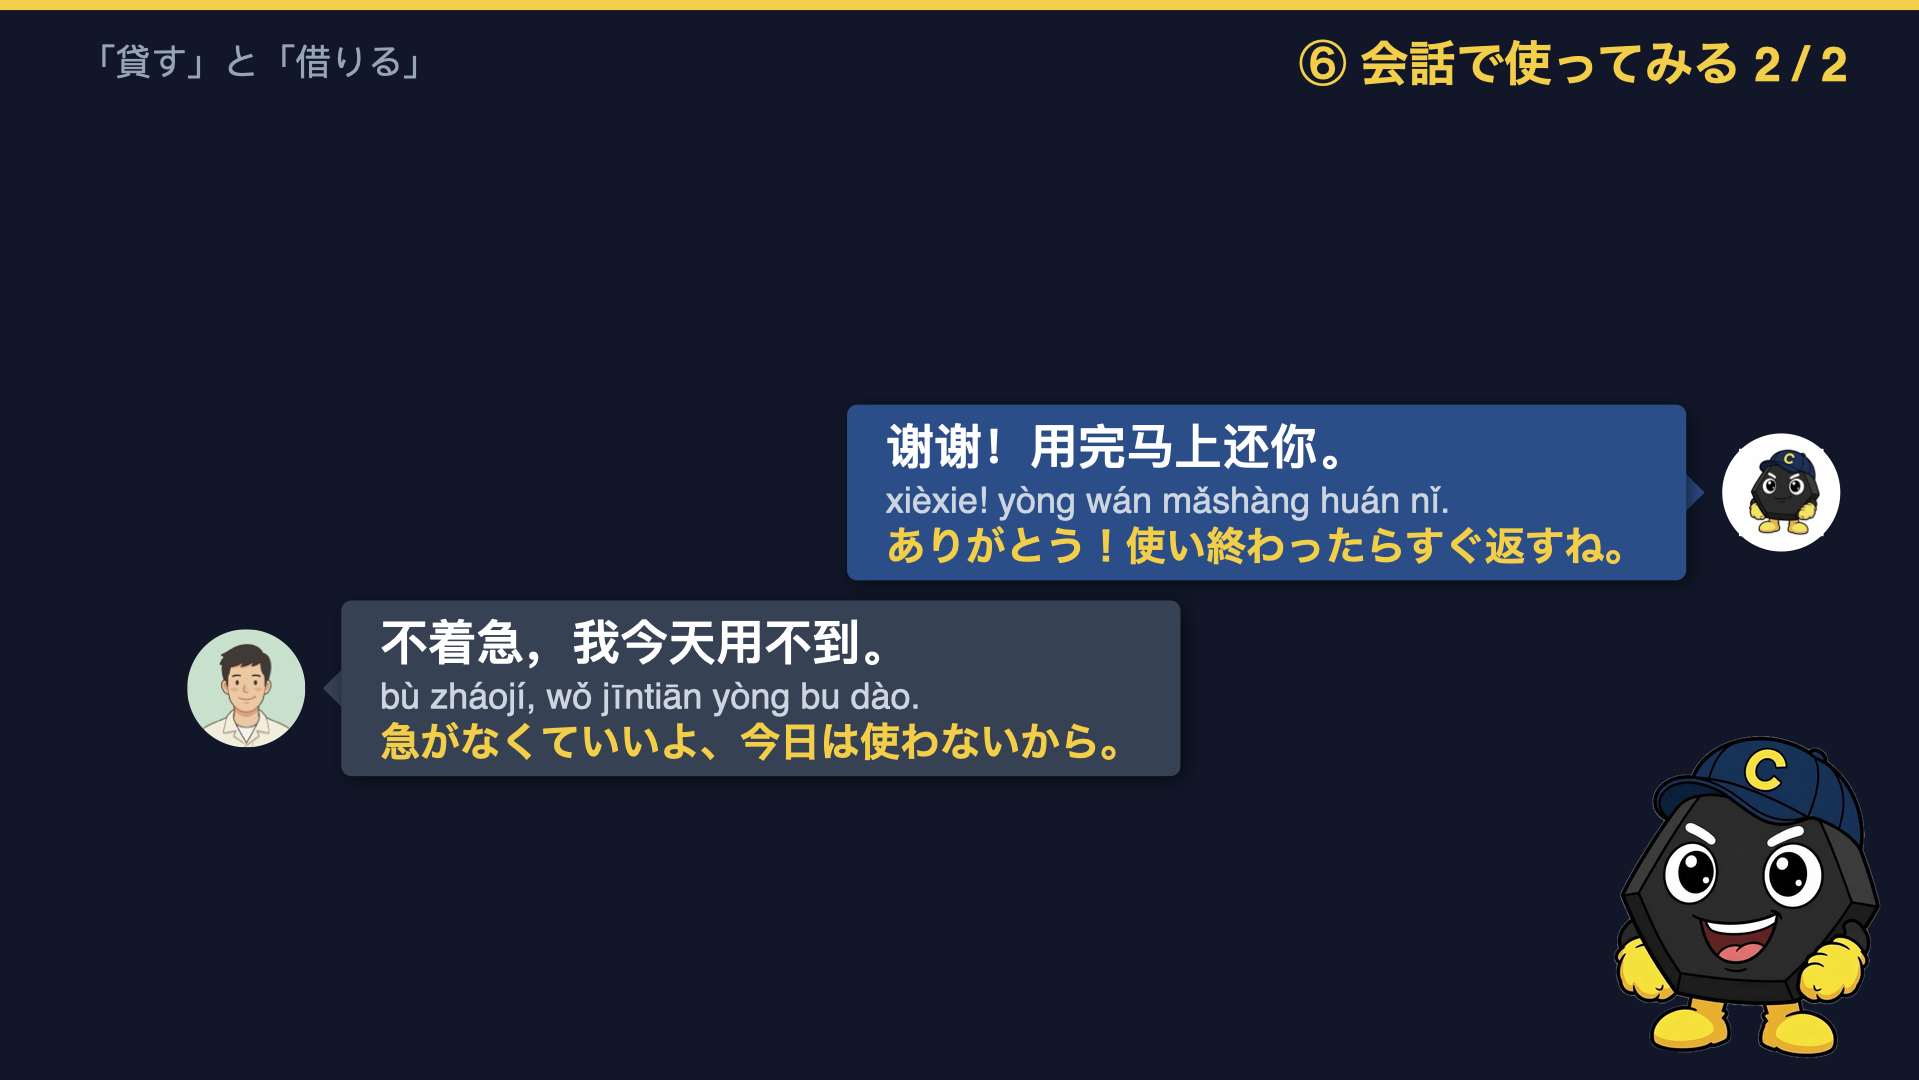 「貸す」と「借りる」
⑥ 会話で使ってみる 2 / 2
谢谢！用完马上还你。
xièxie! yòng wán mǎshàng huán nǐ.
ありがとう！使い終わったらすぐ返すね。
不着急，我今天用不到。
bù zháojí, wǒ jīntiān yòng bu dào.
急がなくていいよ、今日は使わないから。
C
C